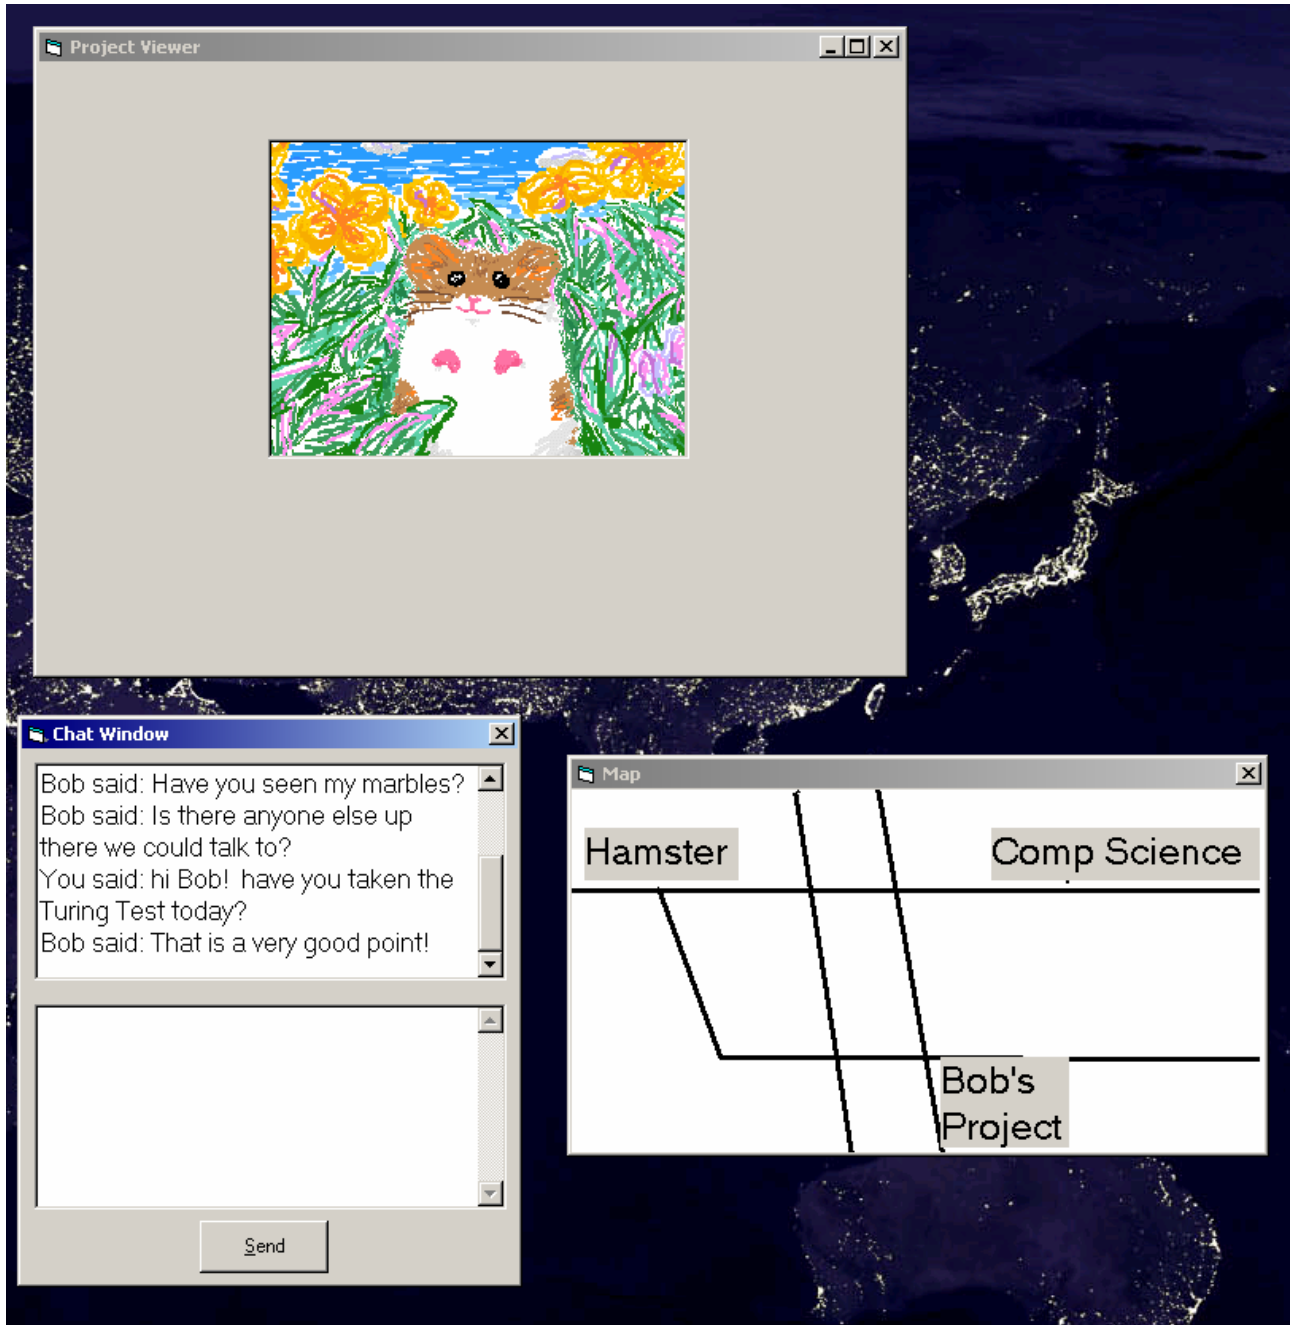 Project Viewer
Chat Window
Bob said: Have you seen my marbles?
Bob said: Is there anyone else up
there we could talk to?
You said: hi Bob!  have you taken the
Turing Test today?
Bob said: That is a very good point!
Send
Map
Hamster
Comp Science
Bob's
Project